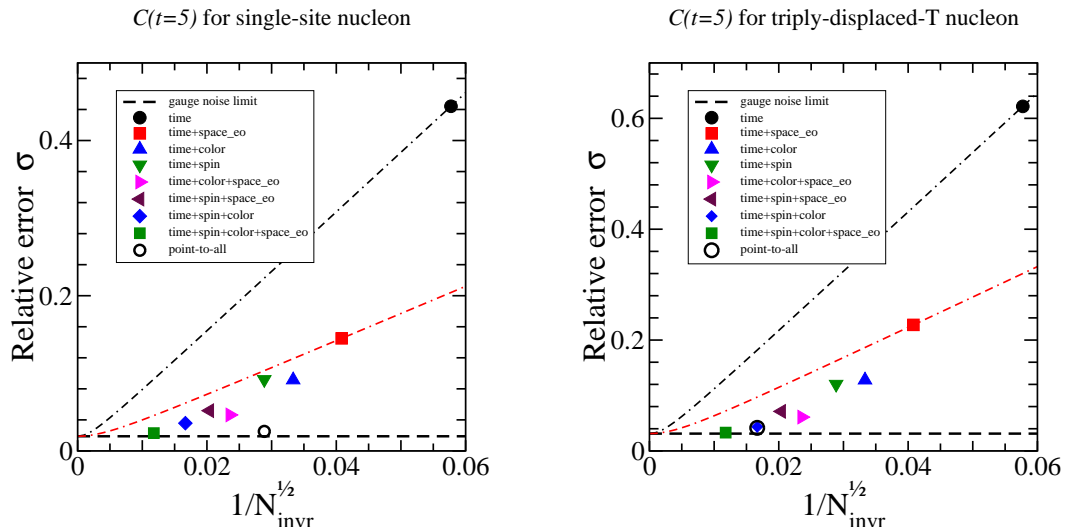 C(t=5) for single-site nucleon
Relative error σ
0.4
0.2
0
0 0.02 0.04 0.06
1/N_invr^½
gauge noise limit
time
time+space_eo
time+color
time+spin
time+color+space_eo
time+spin+space_eo
time+spin+color
time+spin+color+space_eo
point-to-all
C(t=5) for triply-displaced-T nucleon
Relative error σ
0.6
0.4
0.2
0
0 0.02 0.04 0.06
1/N_invr^½
gauge noise limit
time
time+space_eo
time+color
time+spin
time+color+space_eo
time+spin+space_eo
time+spin+color
time+spin+color+space_eo
point-to-all